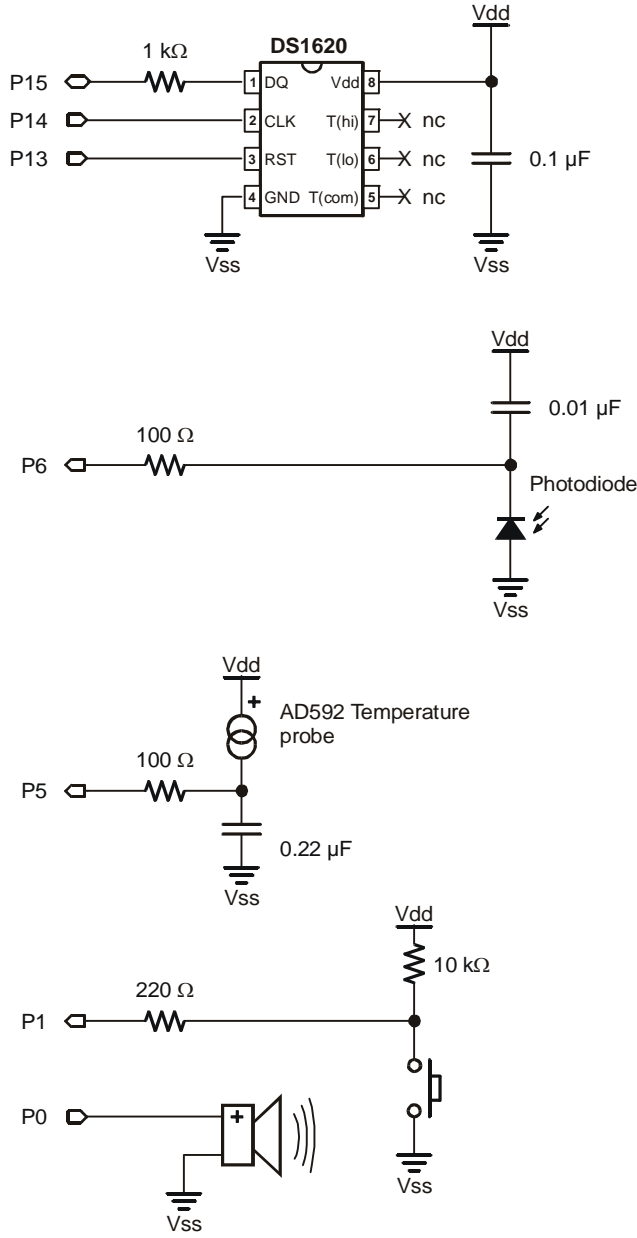 Vdd
DS1620
1 kΩ
P15 1 DQ Vdd 8
P14 2 CLK T(hi) 7 X nc
P13 3 RST T(lo) 6 X nc 0.1 µF
4 GND T(com) 5 X nc
Vss Vss
Vdd
0.01 µF
100 Ω
P6
Photodiode
Vss
Vdd
+
AD592 Temperature
probe
100 Ω
P5
0.22 µF
Vss
Vdd
10 kΩ
220 Ω
P1
P0 +
Vss
Vss